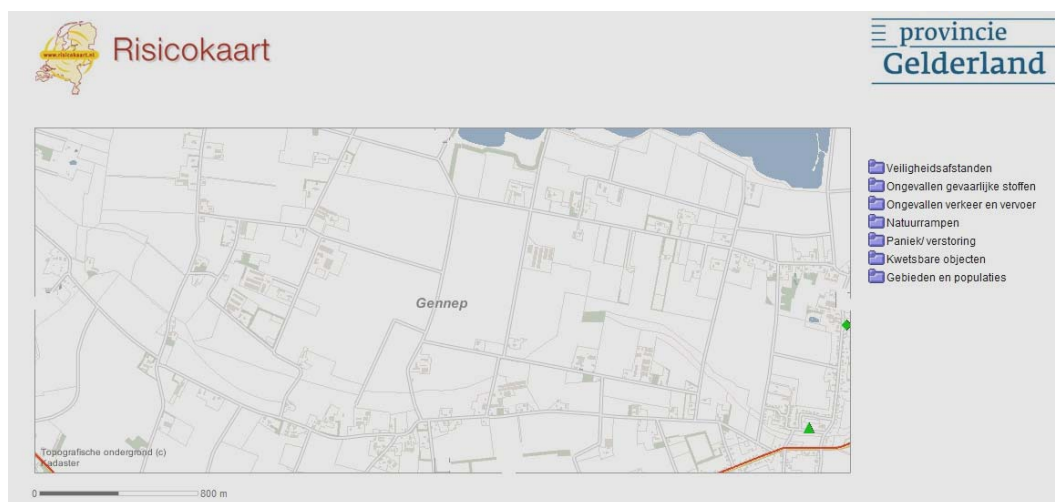 www.risicokaart.nl
Risicokaart
provincie
Gelderland
Veiligheidsafstanden
Ongevallen gevaarlijke stoffen
Ongevallen verkeer en vervoer
Natuurrampen
Paniek/ verstoring
Kwetsbare objecten
Gebieden en populaties
Gennep
Topografische ondergrond (c)
Kadaster
0 800 m